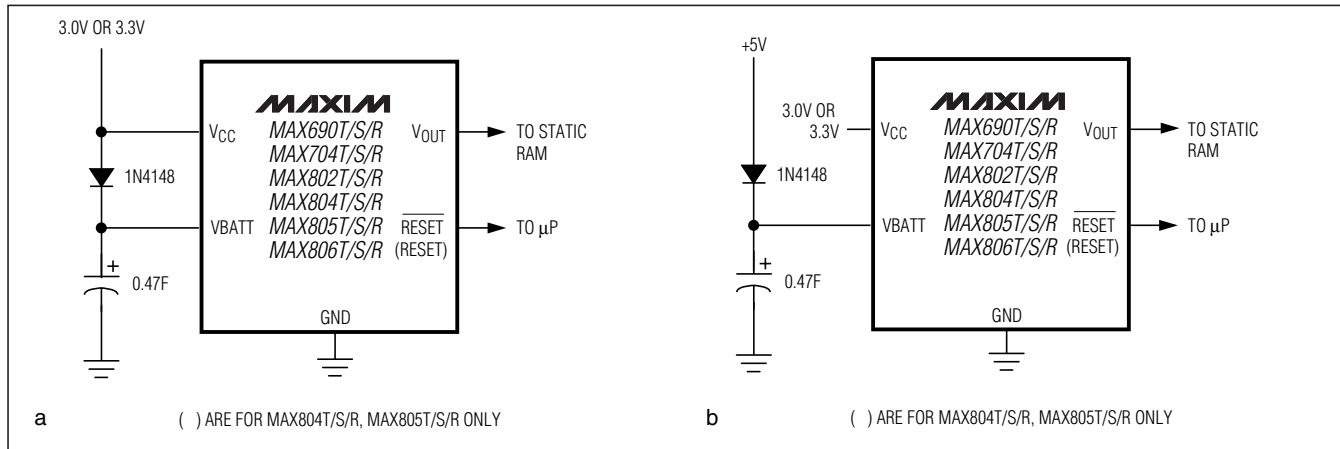 3.0V OR 3.3V
MAXIM
MAX690T/S/R
MAX704T/S/R
MAX802T/S/R
MAX804T/S/R
MAX805T/S/R
MAX806T/S/R
VCC
VOUT
TO STATIC
RAM
1N4148
VBATT
RESET
(RESET)
TO μP
+
0.47F
GND
a
( ) ARE FOR MAX804T/S/R, MAX805T/S/R ONLY
+5V
3.0V OR
3.3V
MAXIM
MAX690T/S/R
MAX704T/S/R
MAX802T/S/R
MAX804T/S/R
MAX805T/S/R
MAX806T/S/R
VCC
VOUT
TO STATIC
RAM
1N4148
VBATT
RESET
(RESET)
TO μP
+
0.47F
GND
b
( ) ARE FOR MAX804T/S/R, MAX805T/S/R ONLY